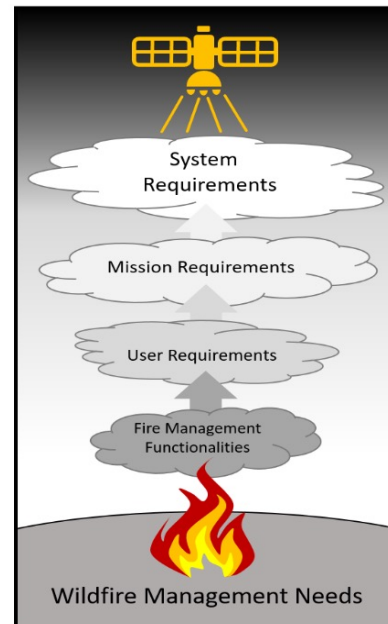 System
Requirements
Mission Requirements
User Requirements
Fire Management
Functionalities
Wildfire Management Needs